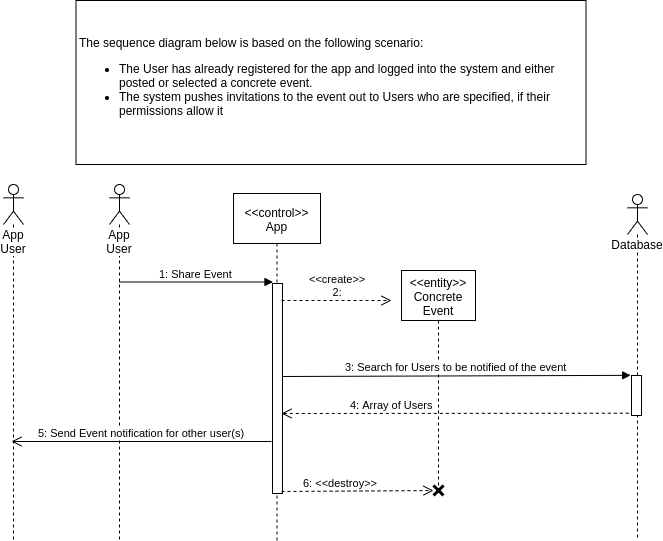 The sequence diagram below is based on the following scenario:
• The User has already registered for the app and logged into the system and either
posted or selected a concrete event.
• The system pushes invitations to the event out to Users who are specified, if their
permissions allow it
App
User
App
User
<<control>>
App
Database
1: Share Event
<<create>>
2:
<<entity>>
Concrete
Event
3: Search for Users to be notified of the event
4: Array of Users
5: Send Event notification for other user(s)
6: <<destroy>>